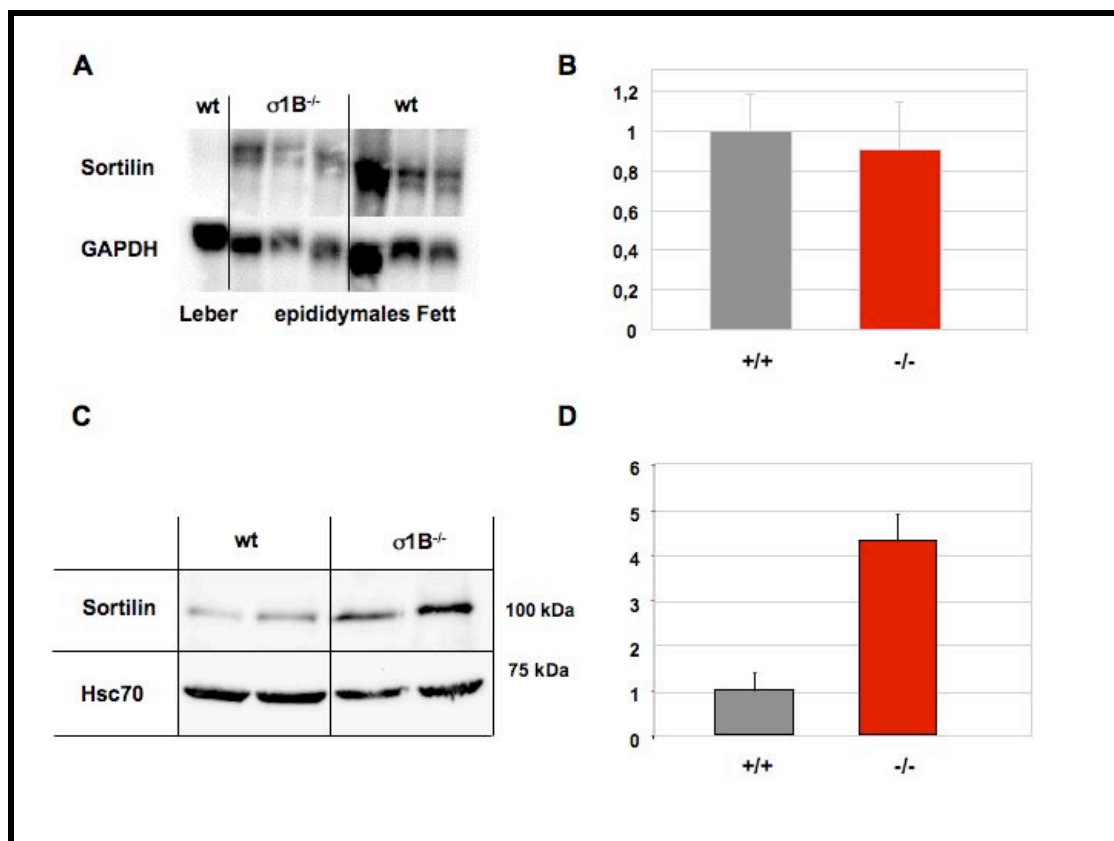 A
wt σ1B-/- wt
Sortilin
GAPDH
Leber epididymales Fett
B
1,2
1
0,8
0,6
0,4
0,2
0
+/+ -/-
C
wt σ1B-/-
Sortilin 100 kDa
75 kDa
Hsc70
D
6
5
4
3
2
1
0
+/+ -/-